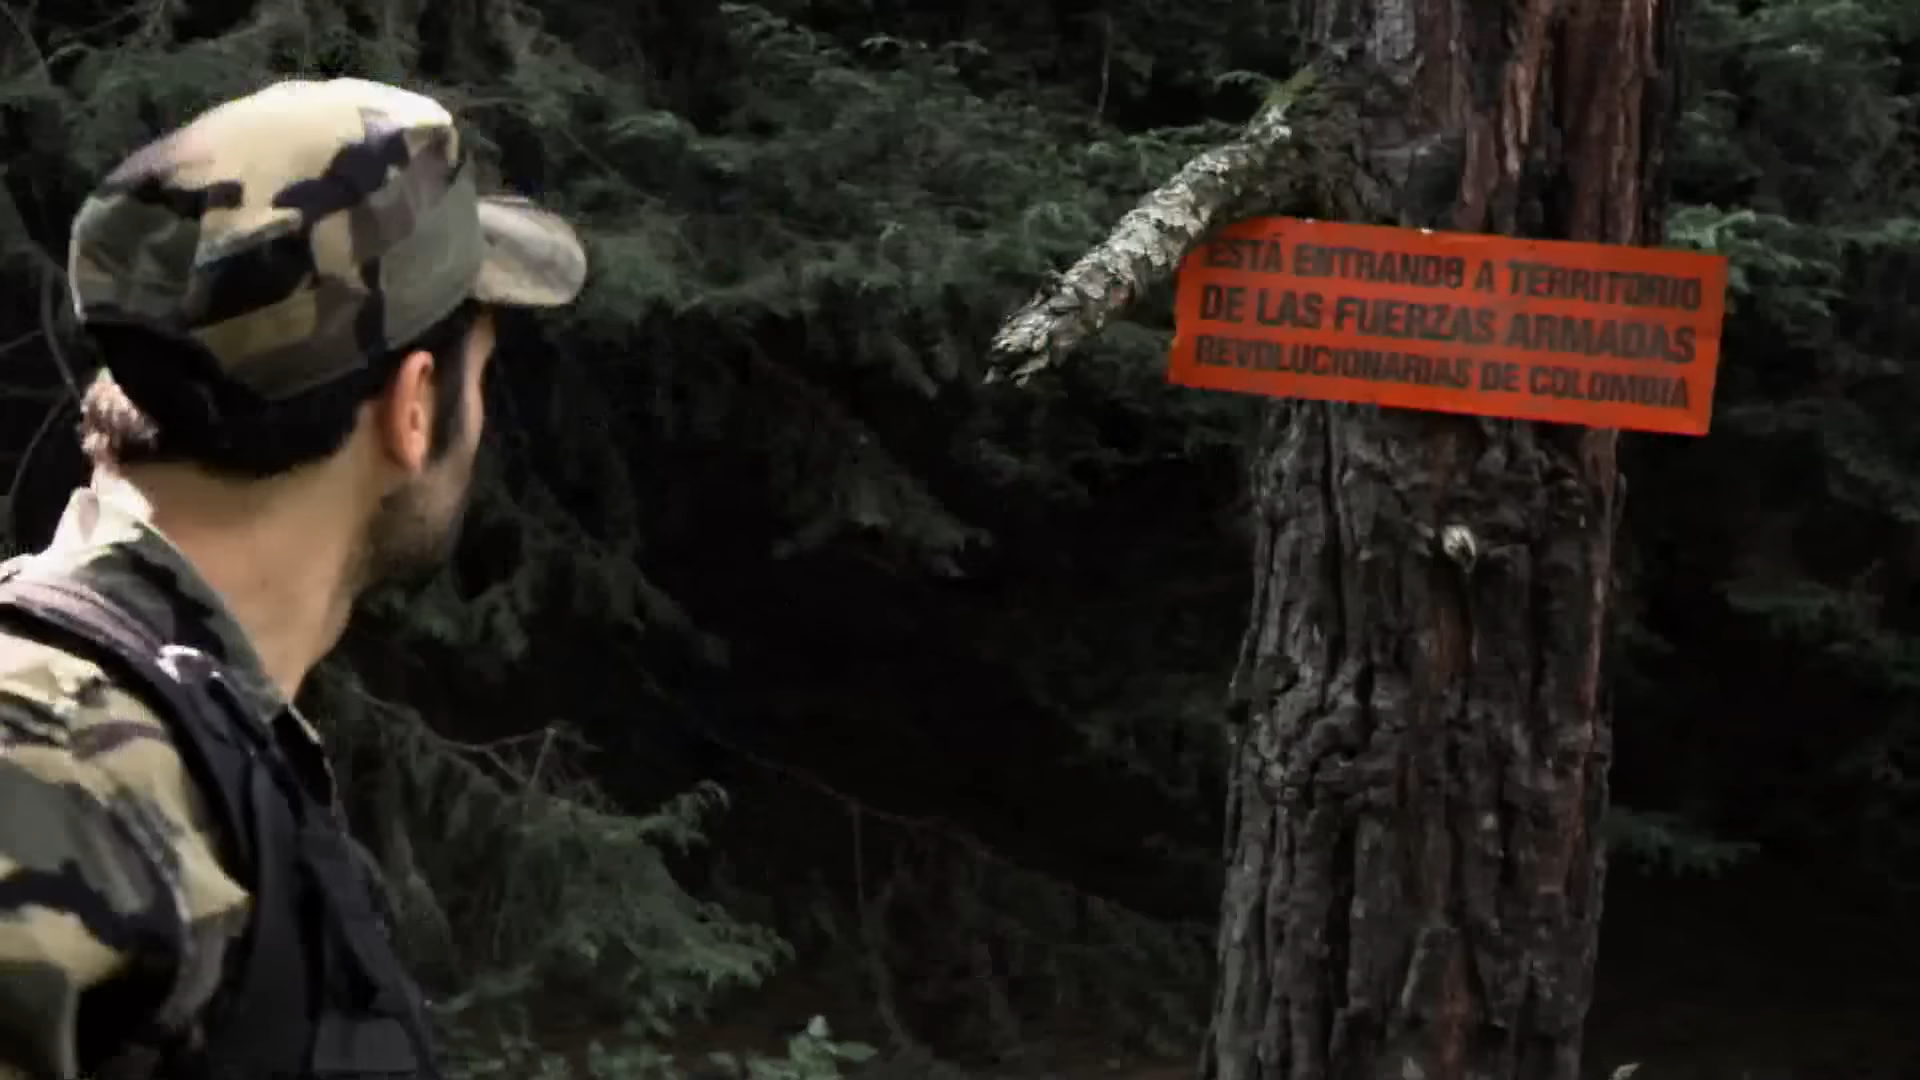 ESTÁ ENTRANDO A TERRITORIO
DE LAS FUERZAS ARMADAS
REVOLUCIONARIAS DE COLOMBIA